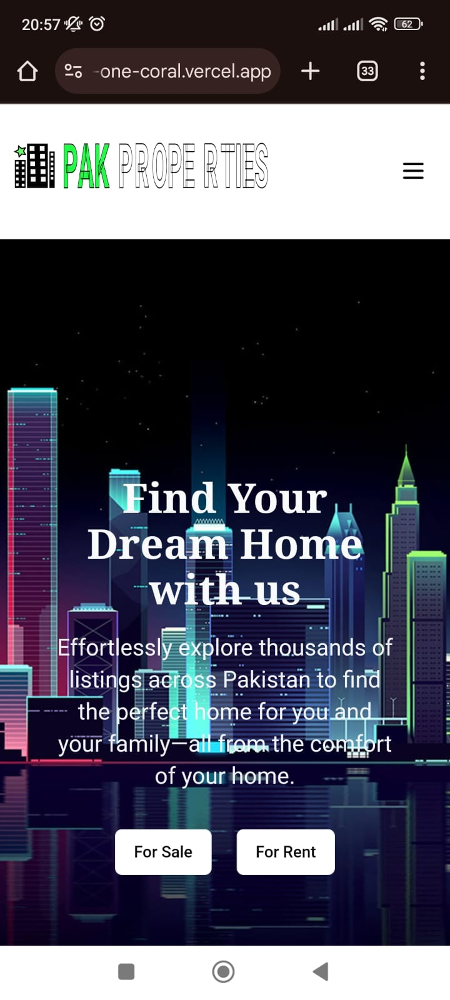 20:57
62
-one-coral.vercel.app
33
PAK PROPERTIES
Find Your
Dream Home
with us
Effortlessly explore thousands of
listings across Pakistan to find
the perfect home for you and
your family—all from the comfort
of your home.
For Sale
For Rent